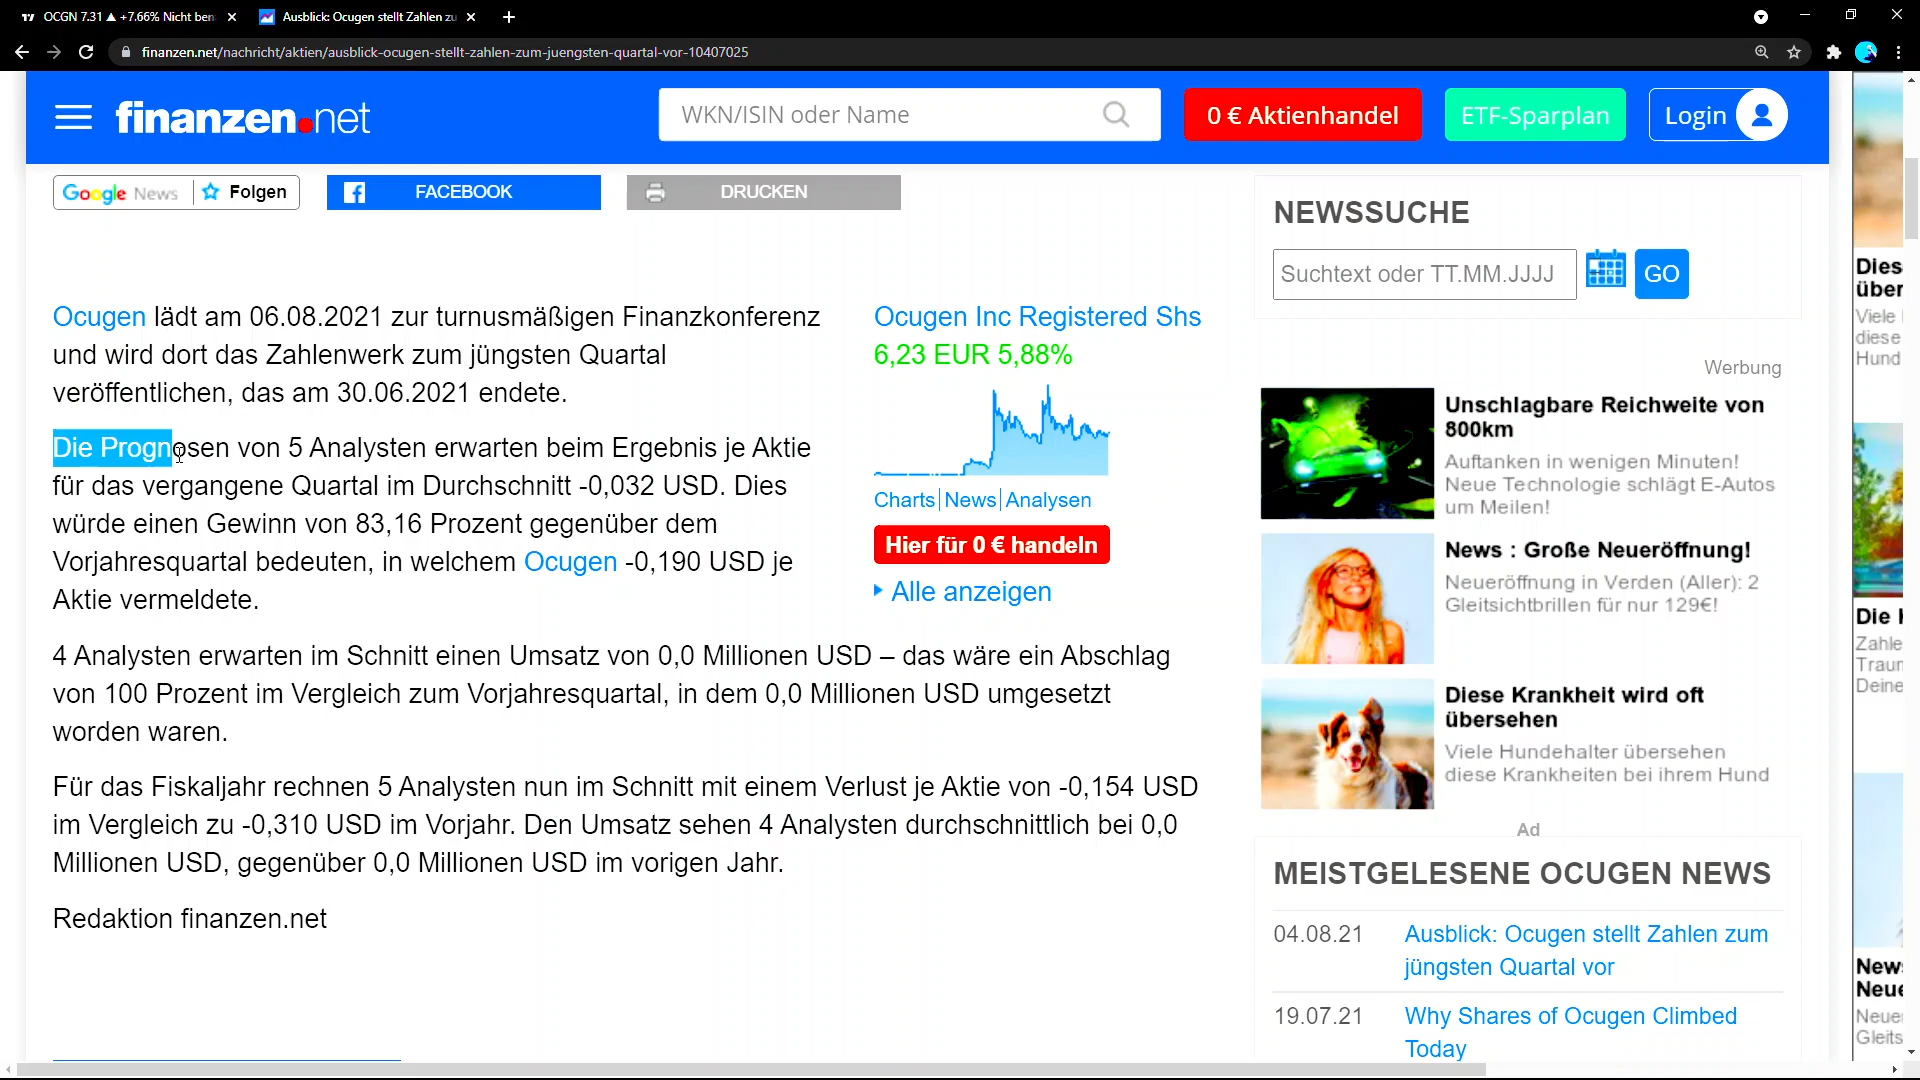 OCGN 7.31 ▲ +7.66% Nicht ben
Ausblick: Ocugen stellt Zahlen zu
finanzen.net/nachricht/aktien/ausblick-ocugen-stellt-zahlen-zum-juengsten-quartal-vor-10407025
finanzen.net
WKN/ISIN oder Name
0 € Aktienhandel
ETF-Sparplan
Login
Google News
Folgen
FACEBOOK
DRUCKEN
Ocugen lädt am 06.08.2021 zur turnusmäßigen Finanzkonferenz
und wird dort das Zahlenwerk zum jüngsten Quartal
veröffentlichen, das am 30.06.2021 endete.
Die Prognosen von 5 Analysten erwarten beim Ergebnis je Aktie
für das vergangene Quartal im Durchschnitt -0,032 USD. Dies
würde einen Gewinn von 83,16 Prozent gegenüber dem
Vorjahresquartal bedeuten, in welchem Ocugen -0,190 USD je
Aktie vermeldete.
4 Analysten erwarten im Schnitt einen Umsatz von 0,0 Millionen USD – das wäre ein Abschlag
von 100 Prozent im Vergleich zum Vorjahresquartal, in dem 0,0 Millionen USD umgesetzt
worden waren.
Für das Fiskaljahr rechnen 5 Analysten nun im Schnitt mit einem Verlust je Aktie von -0,154 USD
im Vergleich zu -0,310 USD im Vorjahr. Den Umsatz sehen 4 Analysten durchschnittlich bei 0,0
Millionen USD, gegenüber 0,0 Millionen USD im vorigen Jahr.
Redaktion finanzen.net
Ocugen Inc Registered Shs
6,23 EUR 5,88%
Charts|News|Analysen
Hier für 0 € handeln
Alle anzeigen
NEWSSUCHE
Suchtext oder TT.MM.JJJJ
GO
Werbung
Unschlagbare Reichweite von
800km
Auftanken in wenigen Minuten!
Neue Technologie schlägt E-Autos
um Meilen!
News : Große Neueröffnung!
Neueröffnung in Verden (Aller): 2
Gleitsichtbrillen für nur 129€!
Diese Krankheit wird oft
übersehen
Viele Hundehalter übersehen
diese Krankheiten bei ihrem Hund
Ad
MEISTGELESENE OCUGEN NEWS
04.08.21
Ausblick: Ocugen stellt Zahlen zum
jüngsten Quartal vor
19.07.21
Why Shares of Ocugen Climbed
Today
Dies
über
Viele
diese
Hund
Die
Zahle
Traur
Deine
News
Neue
Neue
Gleits